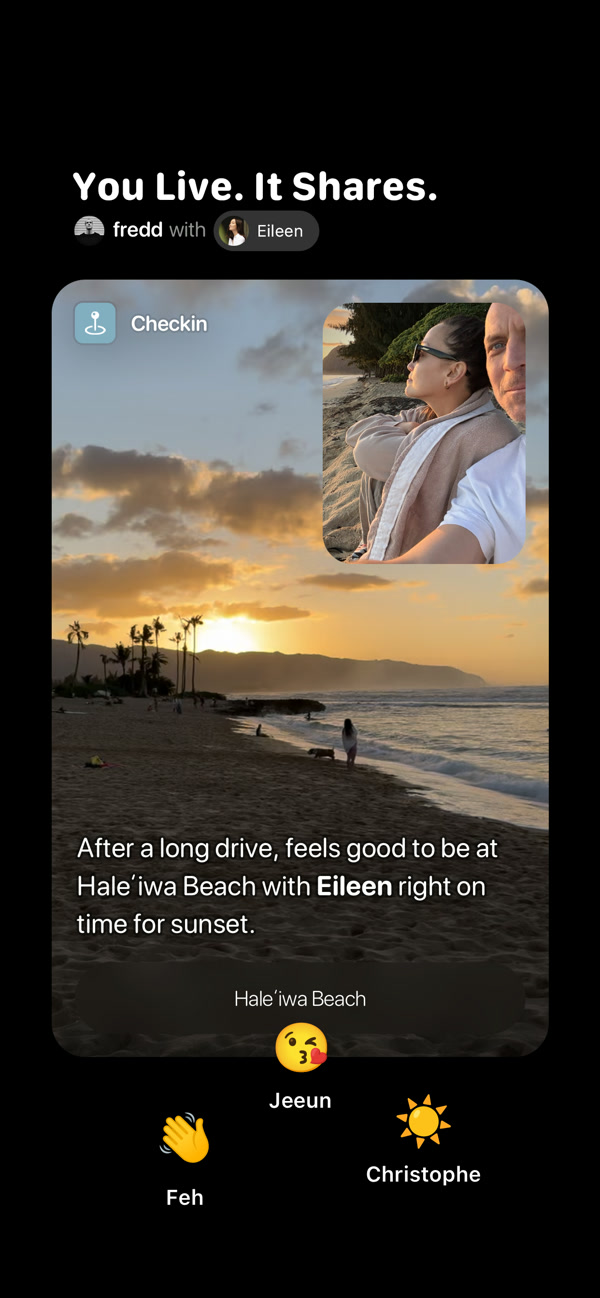 You Live. It Shares.
fredd with Eileen
Checkin
After a long drive, feels good to be at
Haleʻiwa Beach with Eileen right on
time for sunset.
Haleʻiwa Beach
Jeeun
Christophe
Feh